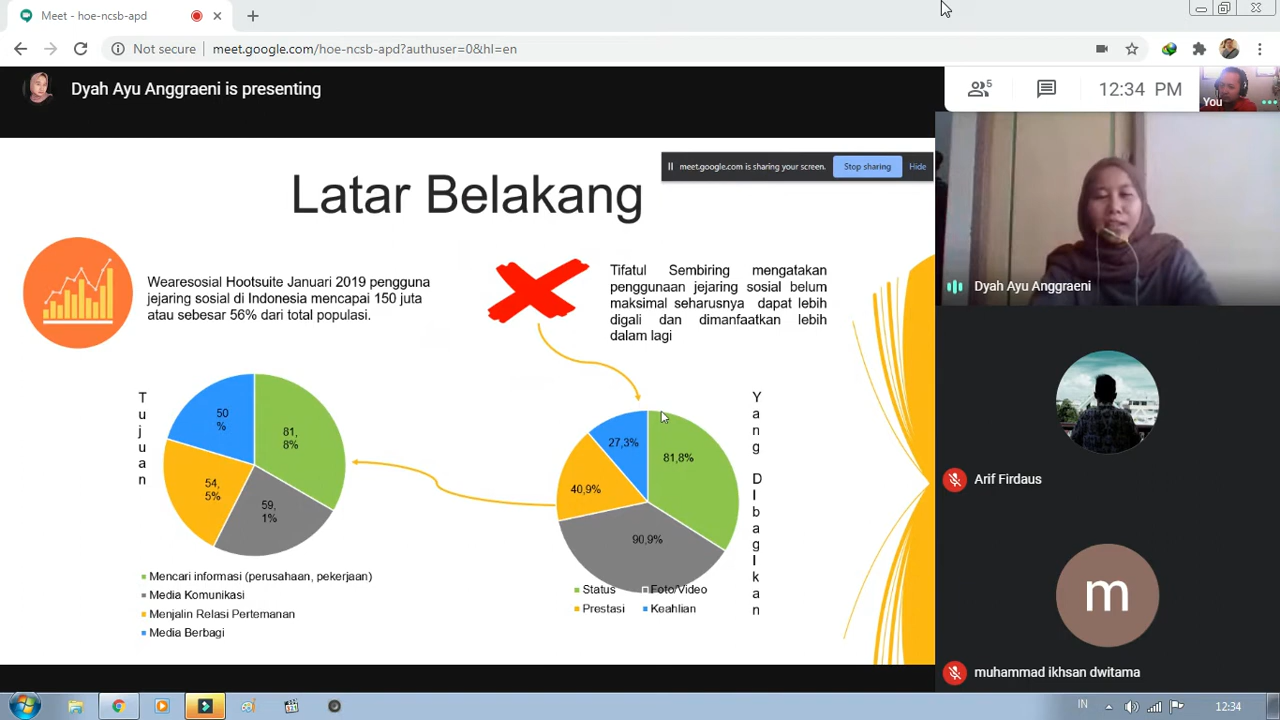 Meet - hoe-ncsb-apd
Not secure
meet.google.com/hoe-ncsb-apd?authuser=0&hl=en
Dyah Ayu Anggraeni is presenting
5
12:34 PM
You
meet.google.com is sharing your screen.
Stop sharing
Hide
Latar Belakang
Wearesosial Hootsuite Januari 2019 pengguna
jejaring sosial di Indonesia mencapai 150 juta
atau sebesar 56% dari total populasi.
Tifatul Sembiring mengatakan
penggunaan jejaring sosial belum
maksimal seharusnya dapat lebih
digali dan dimanfaatkan lebih
dalam lagi
Dyah Ayu Anggraeni
Tujuan
50
%
81,
8%
54,
5%
59,
1%
Mencari informasi (perusahaan, pekerjaan)
Media Komunikasi
Menjalin Relasi Pertemanan
Media Berbagi
27,3%
81,8%
40,9%
90,9%
Status
Foto/Video
Prestasi
Keahlian
Yang DIbagIkan
Arif Firdaus
m
muhammad ikhsan dwitama
IN
12:34